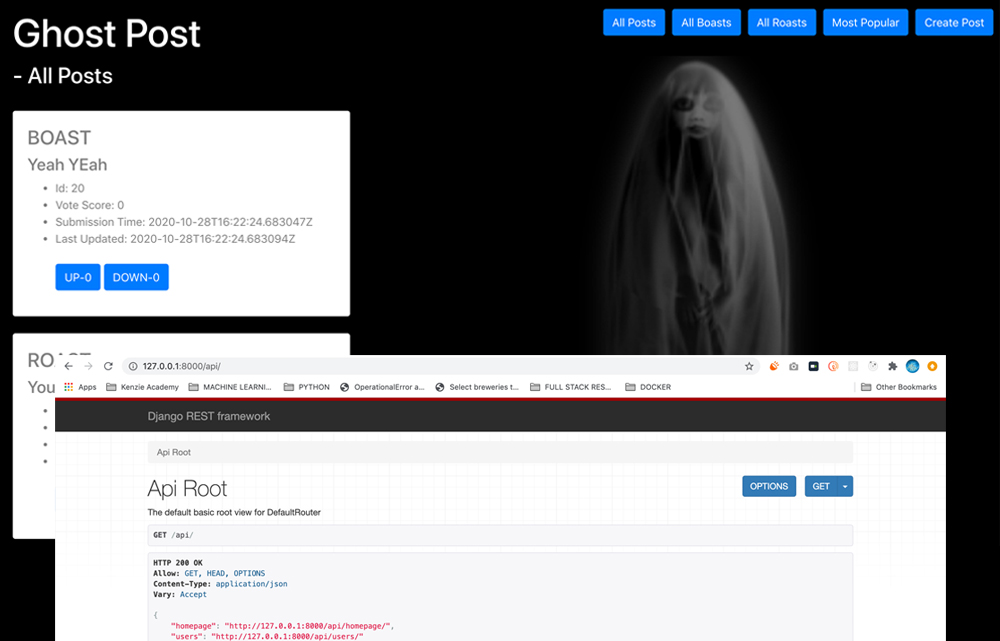 Ghost Post
All Posts
All Boasts
All Roasts
Most Popular
Create Post
- All Posts
BOAST
Yeah YEah
• Id: 20
• Vote Score: 0
• Submission Time: 2020-10-28T16:22:24.683047Z
• Last Updated: 2020-10-28T16:22:24.683094Z
UP-0
DOWN-0
You
127.0.0.1:8000/api/
Apps
Kenzie Academy
MACHINE LEARNI...
PYTHON
OperationalError a...
Select breweries t...
FULL STACK RES...
DOCKER
Other Bookmarks
Django REST framework
Api Root
Api Root
OPTIONS
GET
The default basic root view for DefaultRouter
GET /api/
HTTP 200 OK
Allow: GET, HEAD, OPTIONS
Content-Type: application/json
Vary: Accept
{
"homepage": "http://127.0.0.1:8000/api/homepage/",
"users": "http://127.0.0.1:8000/api/users/"